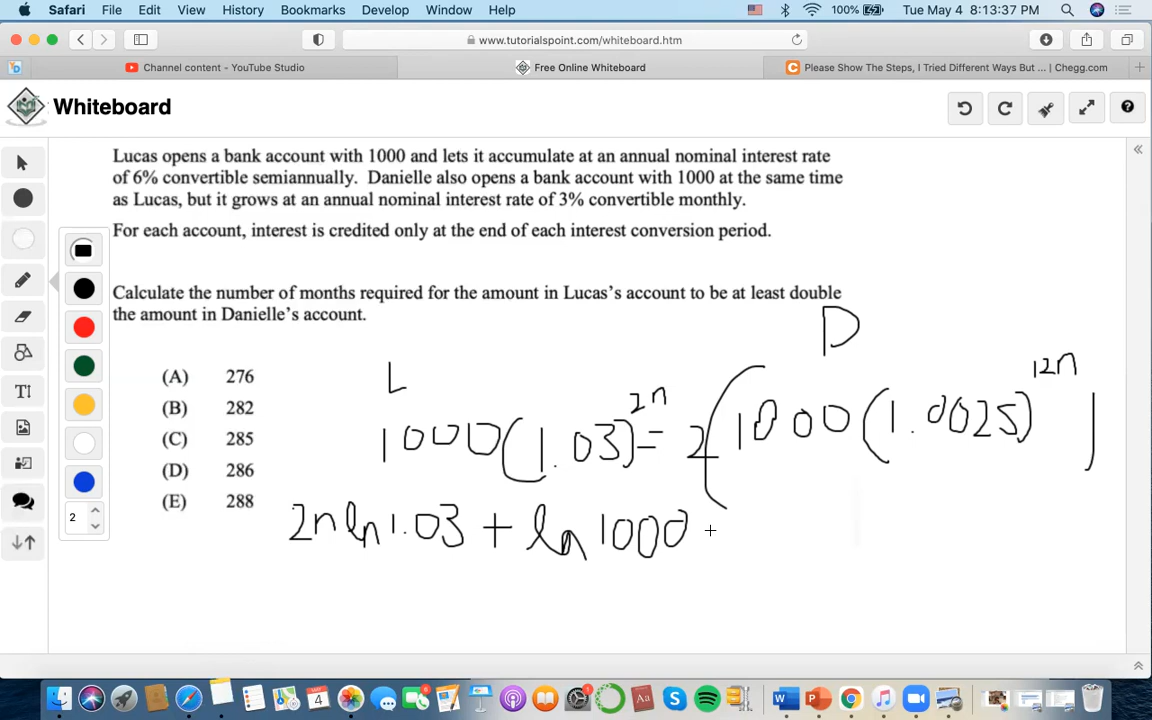 Safari File Edit View History Bookmarks Develop Window Help 100% Tue May 4 8:13:37 PM
www.tutorialspoint.com/whiteboard.htm
Channel content - YouTube Studio Free Online Whiteboard Please Show The Steps, I Tried Different Ways But ... | Chegg.com
Whiteboard
Lucas opens a bank account with 1000 and lets it accumulate at an annual nominal interest rate
of 6% convertible semiannually. Danielle also opens a bank account with 1000 at the same time
as Lucas, but it grows at an annual nominal interest rate of 3% convertible monthly.
For each account, interest is credited only at the end of each interest conversion period.
Calculate the number of months required for the amount in Lucas's account to be at least double
the amount in Danielle's account.
(A) 276
(B) 282
(C) 285
(D) 286
(E) 288
L D
1000(1.03)^2n = 2(1000(1.0025)^12n)
2n ln 1.03 + ln 1000
2